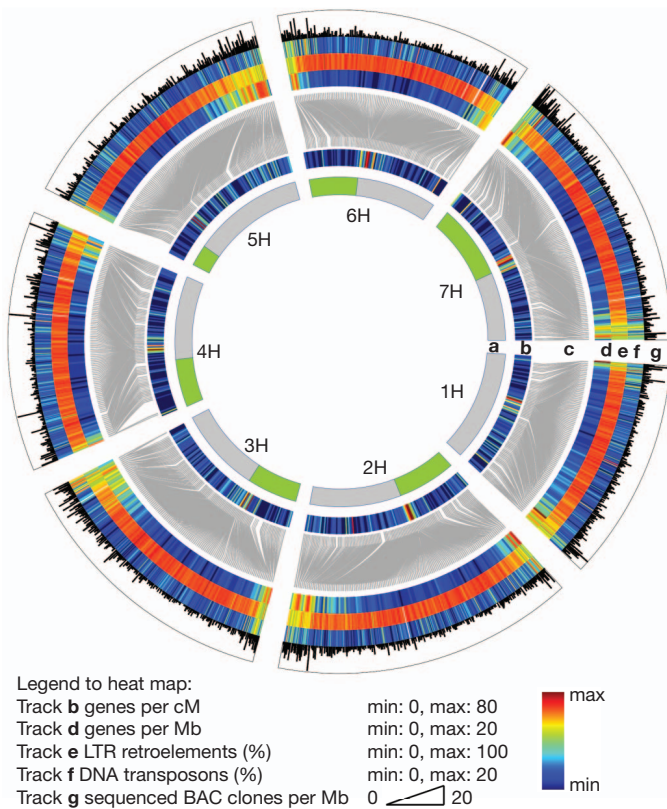 6H
5H
7H
4H
a b c d e f g
1H
3H
2H
Legend to heat map:
Track b genes per cM min: 0, max: 80
Track d genes per Mb min: 0, max: 20
Track e LTR retroelements (%) min: 0, max: 100
Track f DNA transposons (%) min: 0, max: 20
Track g sequenced BAC clones per Mb 0 20
max
min